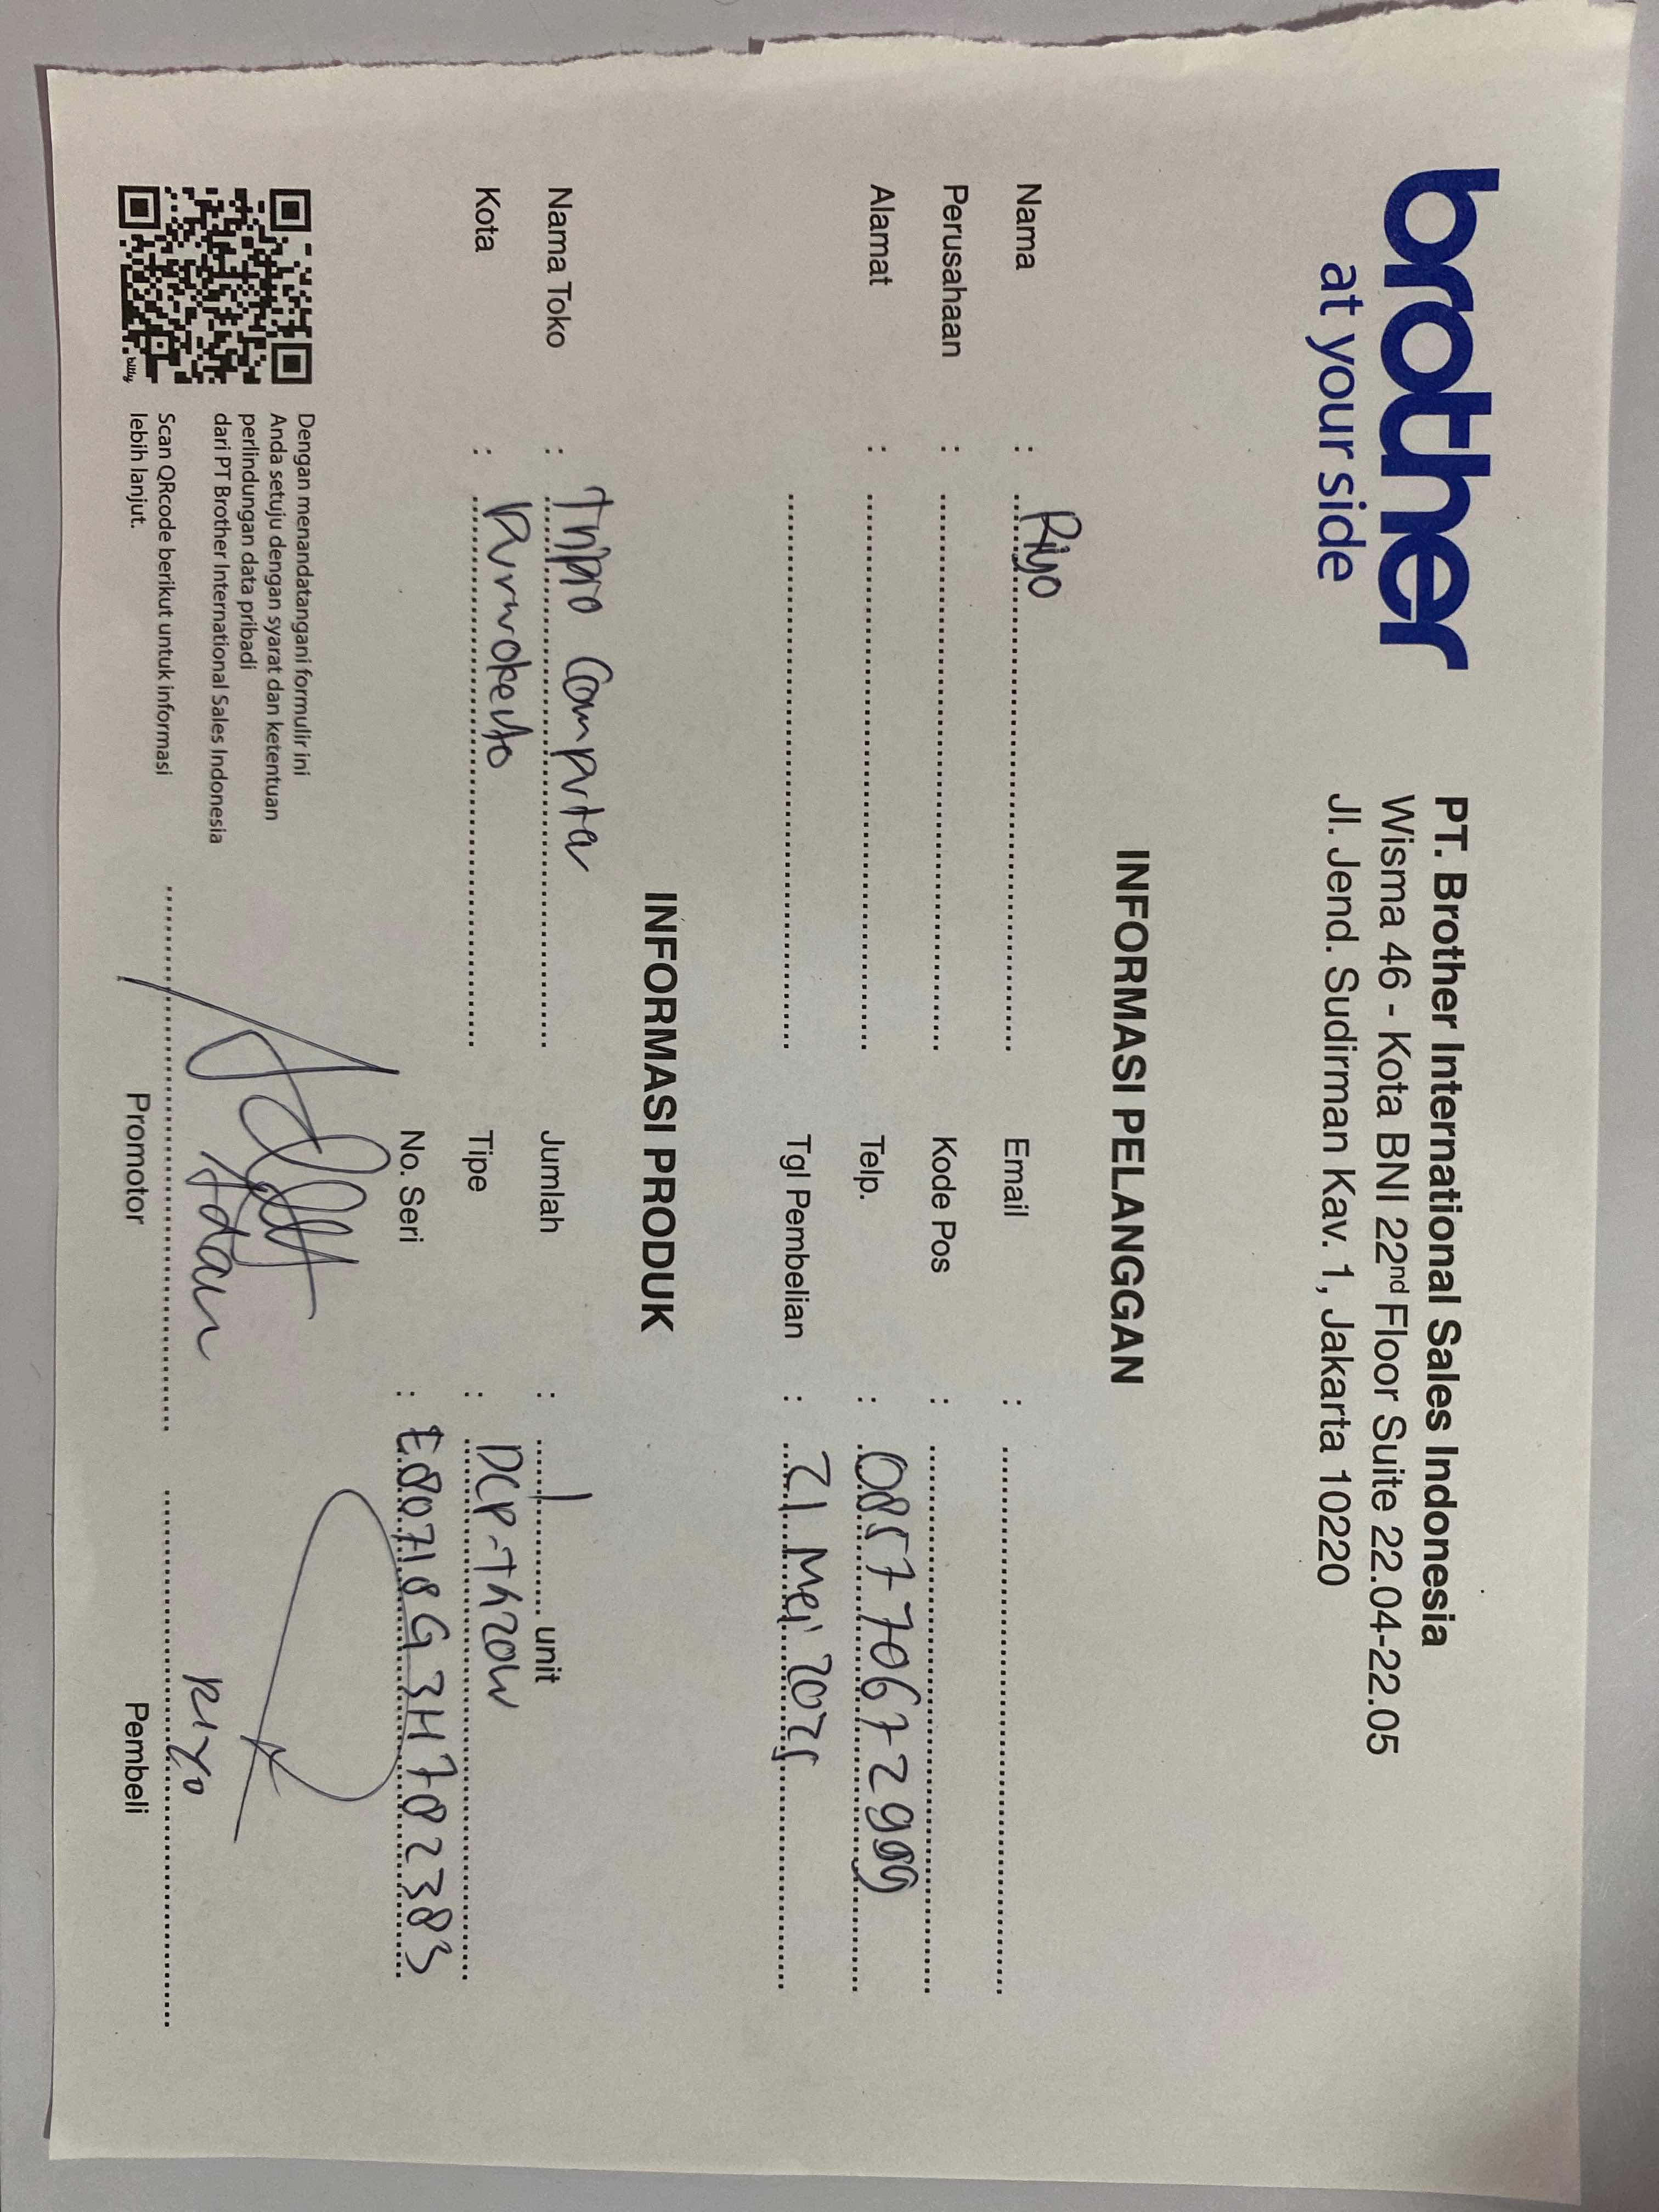 brother
at your side
PT. Brother International Sales Indonesia
Wisma 46 - Kota BNI 22nd Floor Suite 22.04-22.05
Jl. Jend. Sudirman Kav. 1, Jakarta 10220
INFORMASI PELANGGAN
Nama : Riyo Email :
Perusahaan : Kode Pos :
Alamat : Telp. : 085770672999
Tgl Pembelian : 21 Mei 2025
INFORMASI PRODUK
Nama Toko : Tripro Computer Jumlah : 1 unit
Kota : Purwokerto Tipe : DCP-T420W
No. Seri : E80718G3H782383
Dengan menandatangani formulir ini
Anda setuju dengan syarat dan ketentuan
perlindungan data pribadi
dari PT Brother International Sales Indonesia
Scan QRcode berikut untuk informasi
lebih lanjut.
bitly
Adan
Riyo
Promotor Pembeli